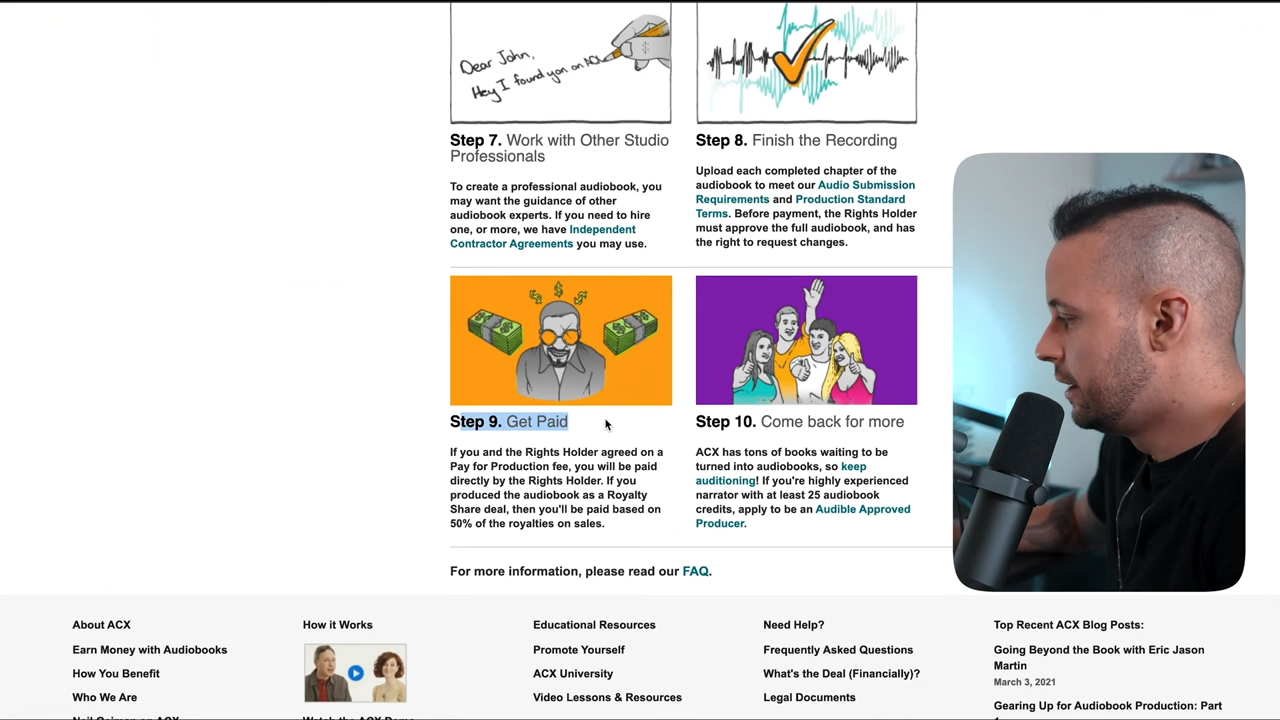 Dear John,
Hey I found you on ACX
Step 7. Work with Other Studio
Professionals
To create a professional audiobook, you
may want the guidance of other
audiobook experts. If you need to hire
one, or more, we have Independent
Contractor Agreements you may use.
Step 8. Finish the Recording
Upload each completed chapter of the
audiobook to meet our Audio Submission
Requirements and Production Standard
Terms. Before payment, the Rights Holder
must approve the full audiobook, and has
the right to request changes.
Step 9. Get Paid
If you and the Rights Holder agreed on a
Pay for Production fee, you will be paid
directly by the Rights Holder. If you
produced the audiobook as a Royalty
Share deal, then you'll be paid based on
50% of the royalties on sales.
Step 10. Come back for more
ACX has tons of books waiting to be
turned into audiobooks, so keep
auditioning! If you're highly experienced
narrator with at least 25 audiobook
credits, apply to be an Audible Approved
Producer.
For more information, please read our FAQ.
About ACX
Earn Money with Audiobooks
How You Benefit
Who We Are
Neil Gaiman on ACX
How it Works
Watch the ACX Demo
Educational Resources
Promote Yourself
ACX University
Video Lessons & Resources
Need Help?
Frequently Asked Questions
What's the Deal (Financially)?
Legal Documents
Top Recent ACX Blog Posts:
Going Beyond the Book with Eric Jason
Martin
March 3, 2021
Gearing Up for Audiobook Production: Part